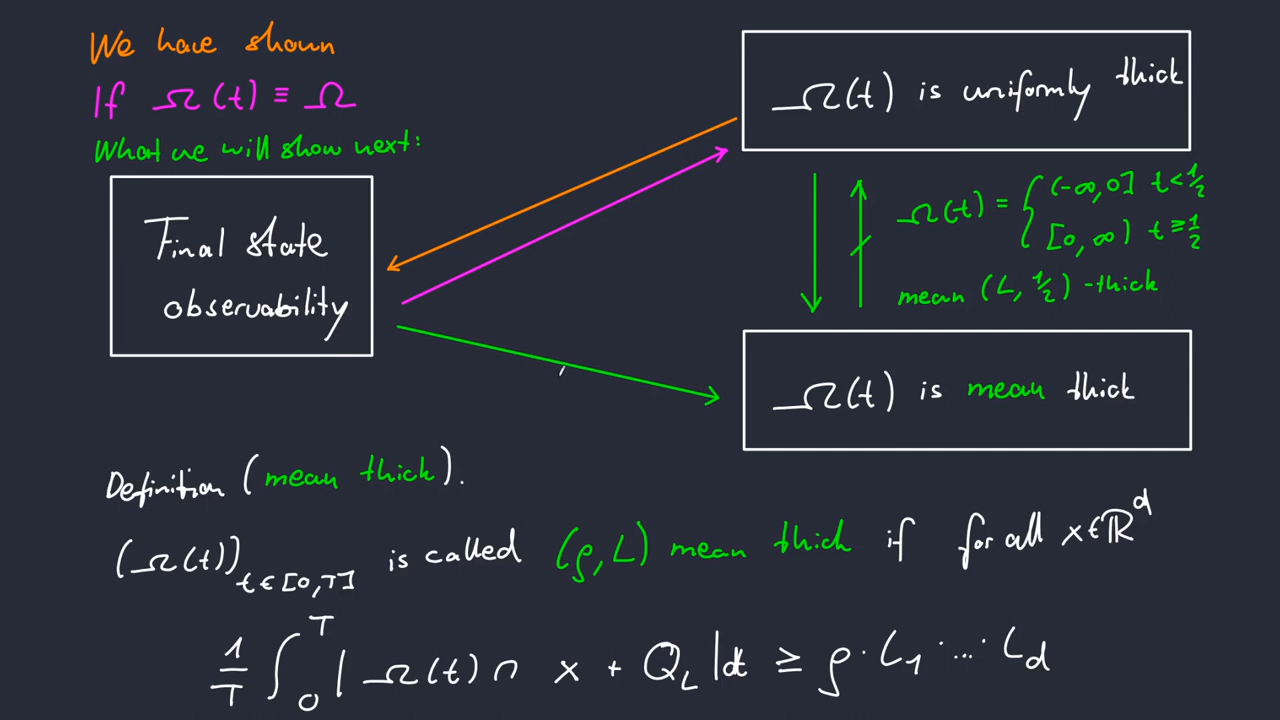 We have shown
If Ω(t) ≡ Ω
What we will show next:
Final state
observability
Ω(t) is uniformly thick
Ω(t) = { (-∞,0] t < 1/2
[0,∞) t ≥ 1/2
mean (L, 1/2) - thick
Ω(t) is mean thick
Definition (mean thick).
(Ω(t))_{t∈[0,T]} is called (ρ, L) mean thick if for all x ∈ ℝ^d
1/T ∫_0^T | Ω(t) ∩ x + Q_L | dt ≥ ρ · L_1 · ... · L_d